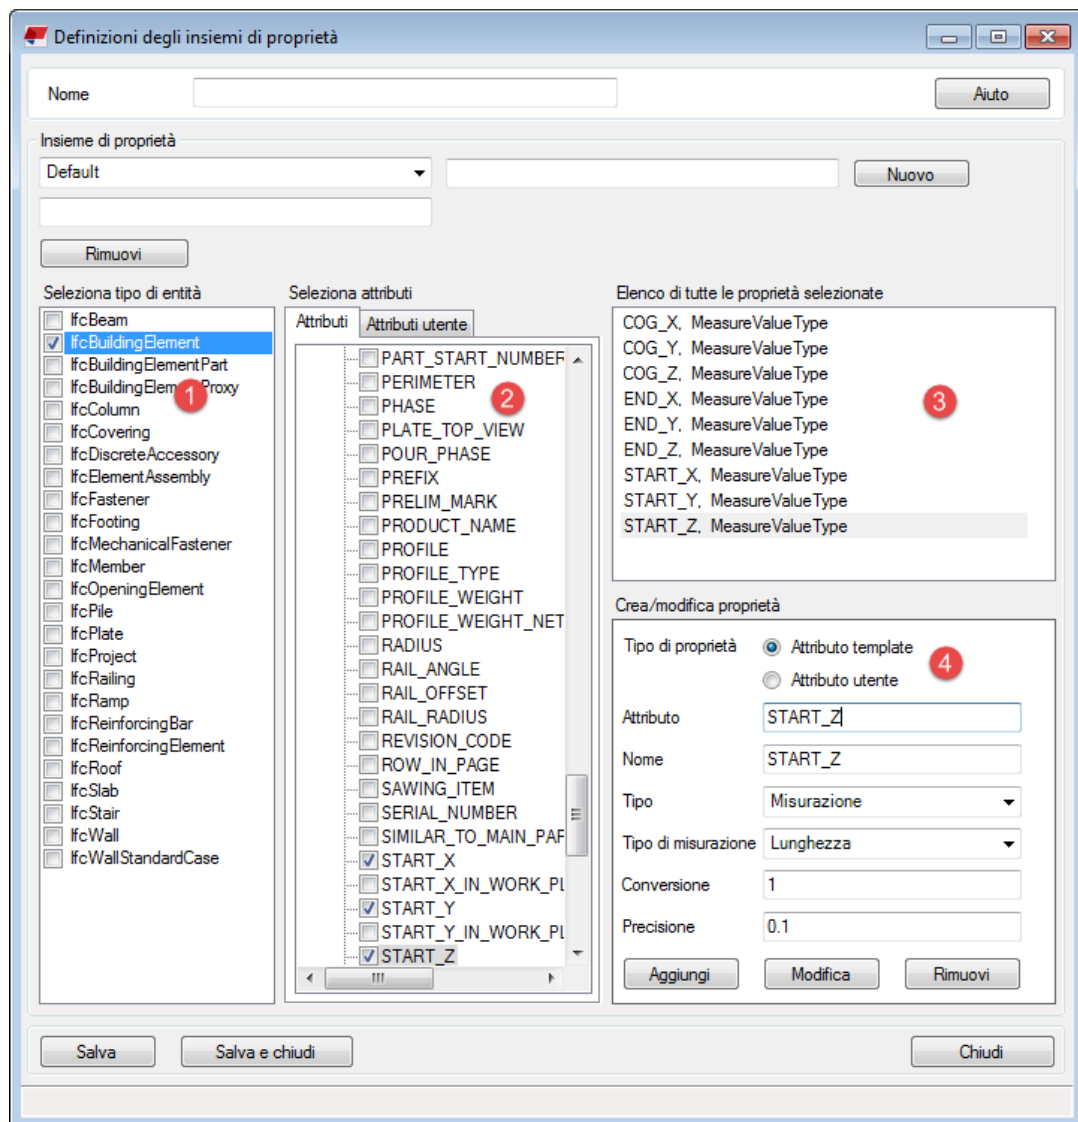 Definizioni degli insiemi di proprietà
Nome
Aiuto
Insieme di proprietà
Default
Nuovo
Rimuovi
Seleziona tipo di entità
IfcBeam
IfcBuildingElement
IfcBuildingElementPart
IfcBuildingElementProxy
IfcColumn
IfcCovering
IfcDiscreteAccessory
IfcElementAssembly
IfcFastener
IfcFooting
IfcMechanicalFastener
IfcMember
IfcOpeningElement
IfcPile
IfcPlate
IfcProject
IfcRailing
IfcRamp
IfcReinforcingBar
IfcReinforcingElement
IfcRoof
IfcSlab
IfcStair
IfcWall
IfcWallStandardCase
1
Seleziona attributi
Attributi
Attributi utente
PART_START_NUMBER
PERIMETER
PHASE
PLATE_TOP_VIEW
POUR_PHASE
PREFIX
PRELIM_MARK
PRODUCT_NAME
PROFILE
PROFILE_TYPE
PROFILE_WEIGHT
PROFILE_WEIGHT_NET
RADIUS
RAIL_ANGLE
RAIL_OFFSET
RAIL_RADIUS
REVISION_CODE
ROW_IN_PAGE
SAWING_ITEM
SERIAL_NUMBER
SIMILAR_TO_MAIN_PAR
START_X
START_X_IN_WORK_PL
START_Y
START_Y_IN_WORK_PL
START_Z
2
Elenco di tutte le proprietà selezionate
COG_X, MeasureValueType
COG_Y, MeasureValueType
COG_Z, MeasureValueType
END_X, MeasureValueType
END_Y, MeasureValueType
END_Z, MeasureValueType
START_X, MeasureValueType
START_Y, MeasureValueType
START_Z, MeasureValueType
3
Crea/modifica proprietà
Tipo di proprietà
Attributo template
Attributo utente
4
Attributo START_Z
Nome START_Z
Tipo Misurazione
Tipo di misurazione Lunghezza
Conversione 1
Precisione 0.1
Aggiungi
Modifica
Rimuovi
Salva
Salva e chiudi
Chiudi